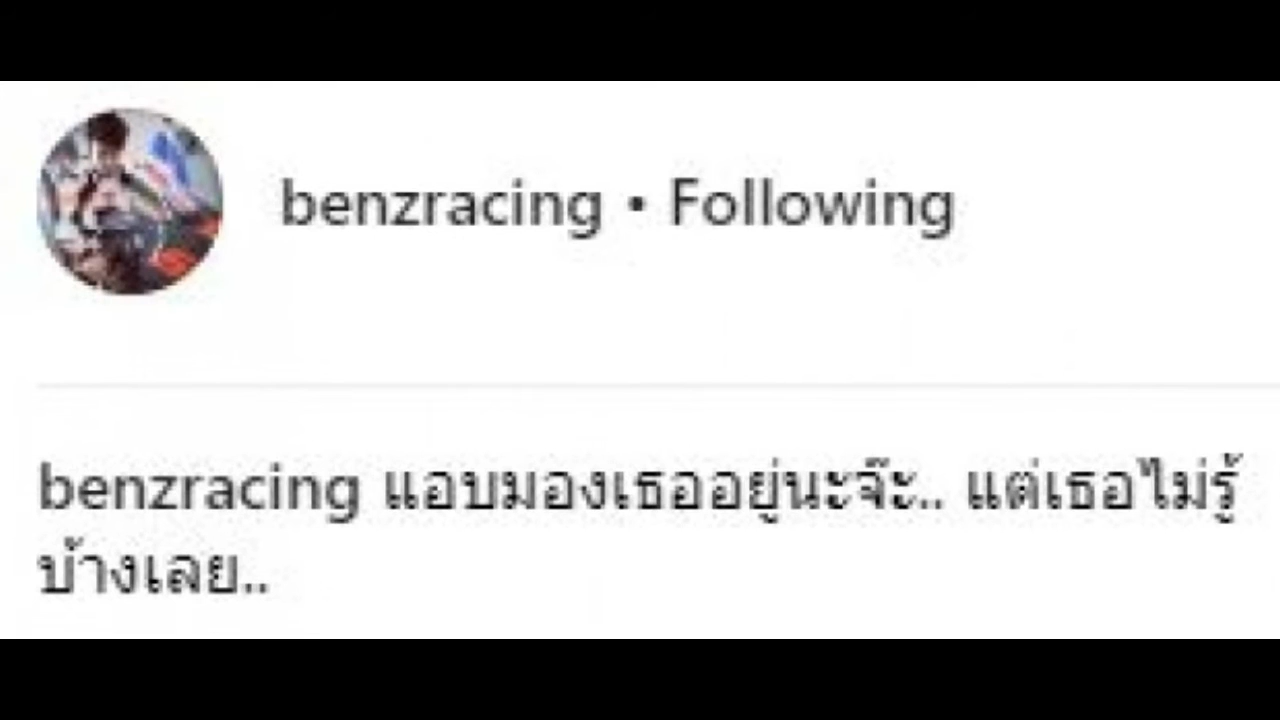 benzracing • Following
benzracing แอบมองเธออยู่นะจ๊ะ.. แต่เธอไม่รู้
บ้างเลย..